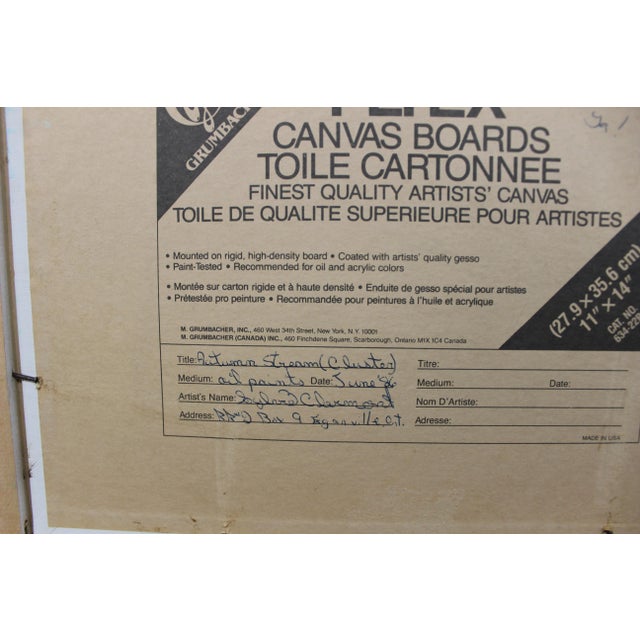 GRUMBACHER
CANVAS BOARDS
TOILE CARTONNEE
FINEST QUALITY ARTISTS' CANVAS
TOILE DE QUALITE SUPERIEURE POUR ARTISTES
• Mounted on rigid, high-density board • Coated with artists' quality gesso
• Paint-Tested • Recommended for oil and acrylic colors
• Montée sur carton rigide et à haute densité • Enduite de gesso spécial pour artistes
• Prétestée pro peinture • Recommandée pour peintures à l'huile et acrylique
(27.9 × 35.6 cm)
11" × 14"
CAT. NO.
M. GRUMBACHER, INC., 460 West 34th Street, New York, N.Y. 10001
M. GRUMBACHER (CANADA) INC., 450 Finchdene Square, Scarborough, Ontario M1X 1C4 Canada
Title: Autumn Stream (Cluster)
Medium: oil paints Date: June
Artist's Name: Clermont
Address: Box 9
Titre:
Medium: Date:
Nom D'Artiste:
Adresse:
MADE IN USA